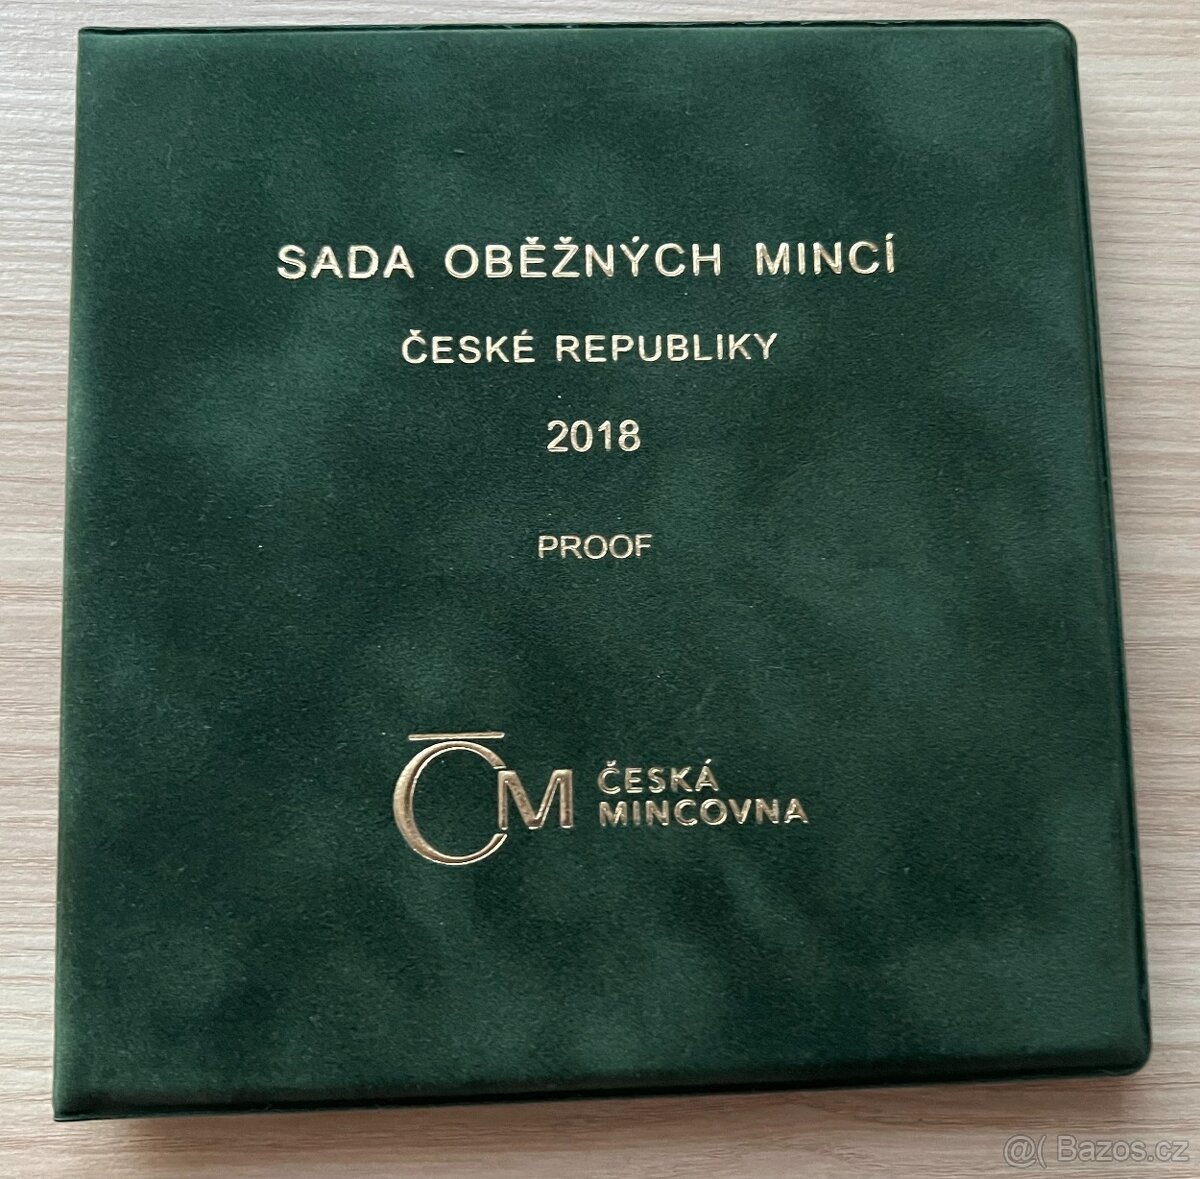 SADA OBĚŽNÝCH MINCÍ
ČESKÉ REPUBLIKY
2018
PROOF
ČM ČESKÁ
MINCOVNA
@( Bazos.cz